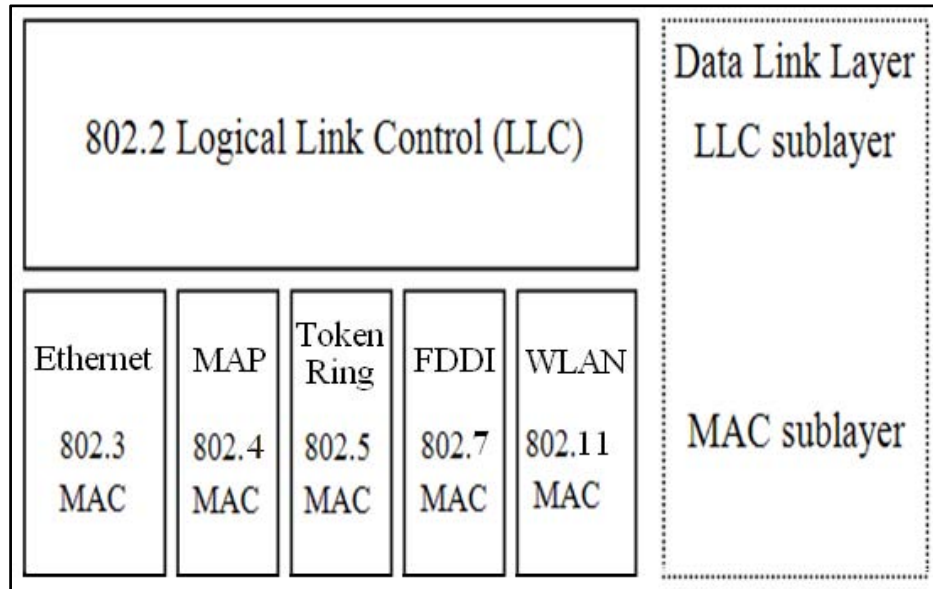 802.2 Logical Link Control (LLC)
Data Link Layer
LLC sublayer
MAC sublayer
Ethernet
802.3
MAC
MAP
802.4
MAC
Token
Ring
802.5
MAC
FDDI
802.7
MAC
WLAN
802.11
MAC